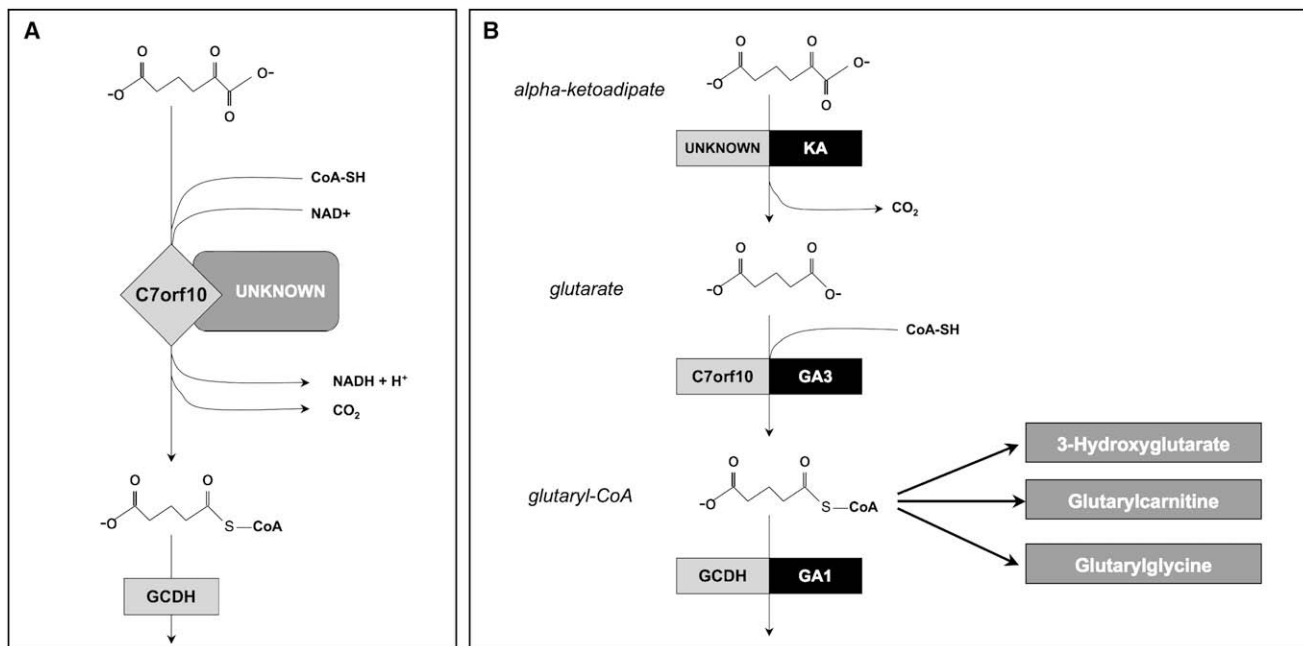 A
O
O
O-
-O
O
CoA-SH
NAD+
C7orf10
UNKNOWN
NADH + H⁺
CO₂
O
O
-O
S—CoA
GCDH
B
alpha-ketoadipate
O
O
O-
-O
O
UNKNOWN
KA
CO₂
glutarate
O
O
-O
O-
CoA-SH
C7orf10
GA3
glutaryl-CoA
O
O
-O
S—CoA
3-Hydroxyglutarate
Glutarylcarnitine
Glutarylglycine
GCDH
GA1